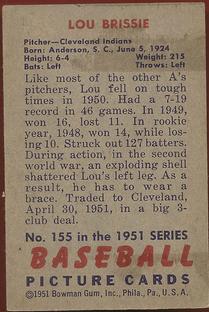 LOU BRISSIE
Pitcher—Cleveland Indians
Born: Anderson, S. C., June 5, 1924
Height: 6-4 Weight: 215
Bats: Left Throws: Left
Like most of the other A's
pitchers, Lou fell on tough
times in 1950. Had a 7-19
record in 46 games. In 1949,
won 16, lost 11. In rookie
year, 1948, won 14, while los-
ing 10. Struck out 127 batters.
During action, in the second
world war, an exploding shell
shattered Lou's left leg. As a
result, he has to wear a
brace. Traded to Cleveland,
April 30, 1951, in a big 3-
club deal.
No. 155 in the 1951 SERIES
BASEBALL
PICTURE CARDS
©1951 Bowman Gum, Inc., Phila., Pa., U. S. A.